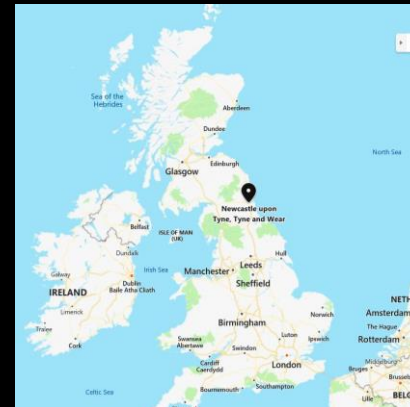 Sea of the
Hebrides
Aberdeen
Dundee
North Sea
Glasgow
Edinburgh
Newcastle upon
Tyne, Tyne and Wear
Belfast
ISLE OF MAN
(UK)
Dundalk
Irish Sea
Leeds
Hull
Manchester
Sheffield
Galway
Dublin
Baile Átha Cliath
IRELAND
Limerick
Tralee
Cork
Birmingham
Norwich
NETH
Amsterdam
The Hague
Rotterdam
Luton
Ipswich
Swansea
Abertawe
Swindon
Middelburg
Cardiff
Caerdydd
London
Bruges
Brussels
Bournemouth
Southampton
Celtic Sea
Lille
BELG